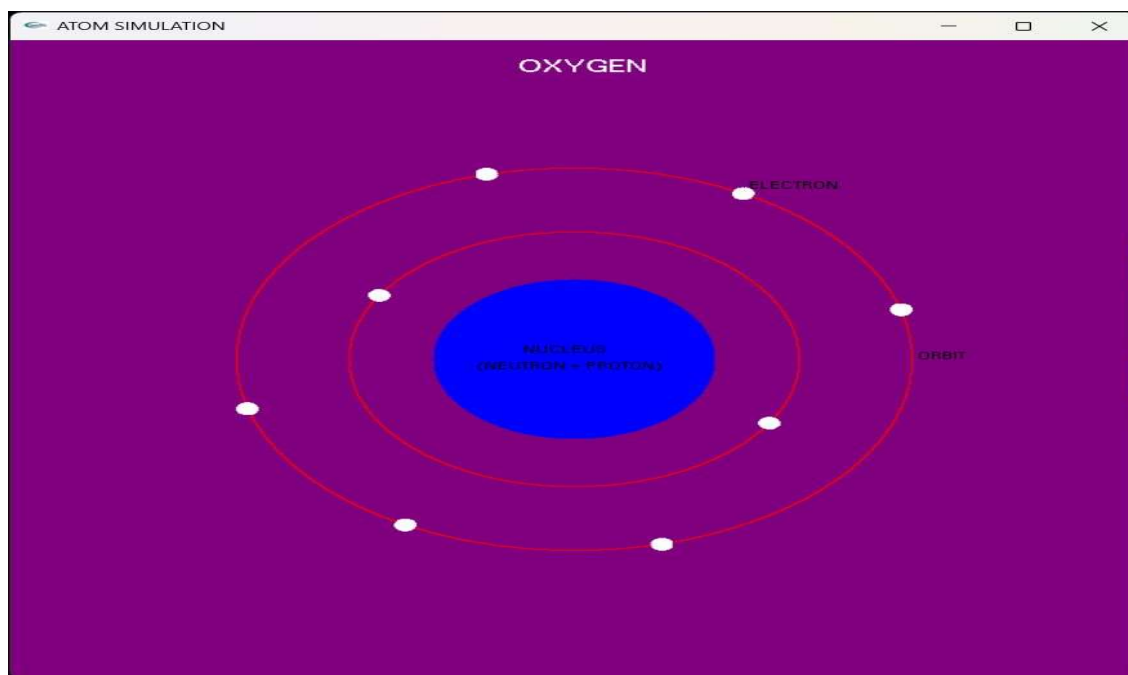 ATOM SIMULATION
OXYGEN
ELECTRON
NUCLEUS
(NEUTRON + PROTON)
ORBIT